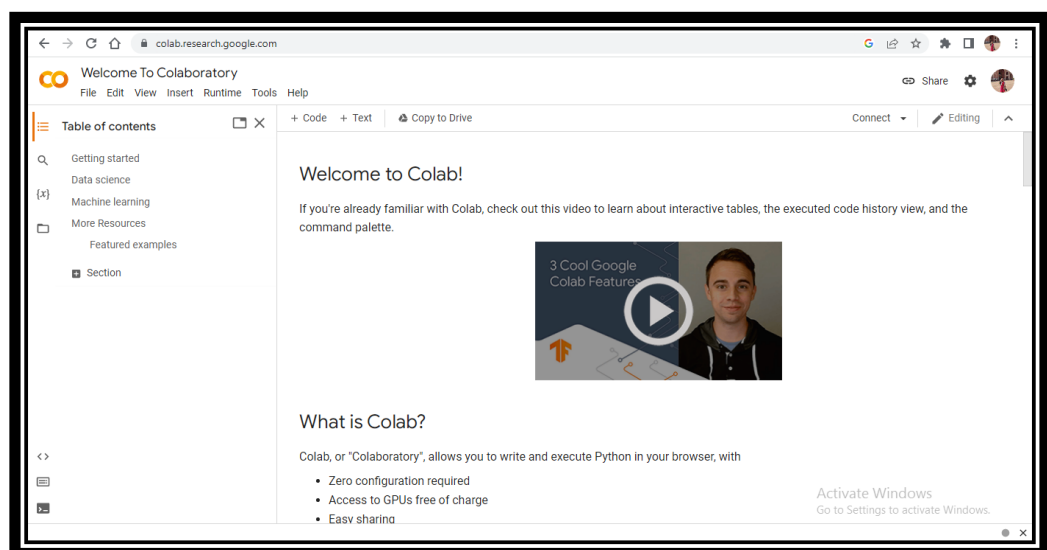 colab.research.google.com
Welcome To Colaboratory
File Edit View Insert Runtime Tools Help
Share
Table of contents
+ Code + Text Copy to Drive
Connect Editing
Getting started
Data science
Machine learning
More Resources
Featured examples
Section
{x}
Welcome to Colab!
If you're already familiar with Colab, check out this video to learn about interactive tables, the executed code history view, and the
command palette.
3 Cool Google
Colab Features
What is Colab?
Colab, or "Colaboratory", allows you to write and execute Python in your browser, with
• Zero configuration required
• Access to GPUs free of charge
• Easy sharing
Activate Windows
Go to Settings to activate Windows.